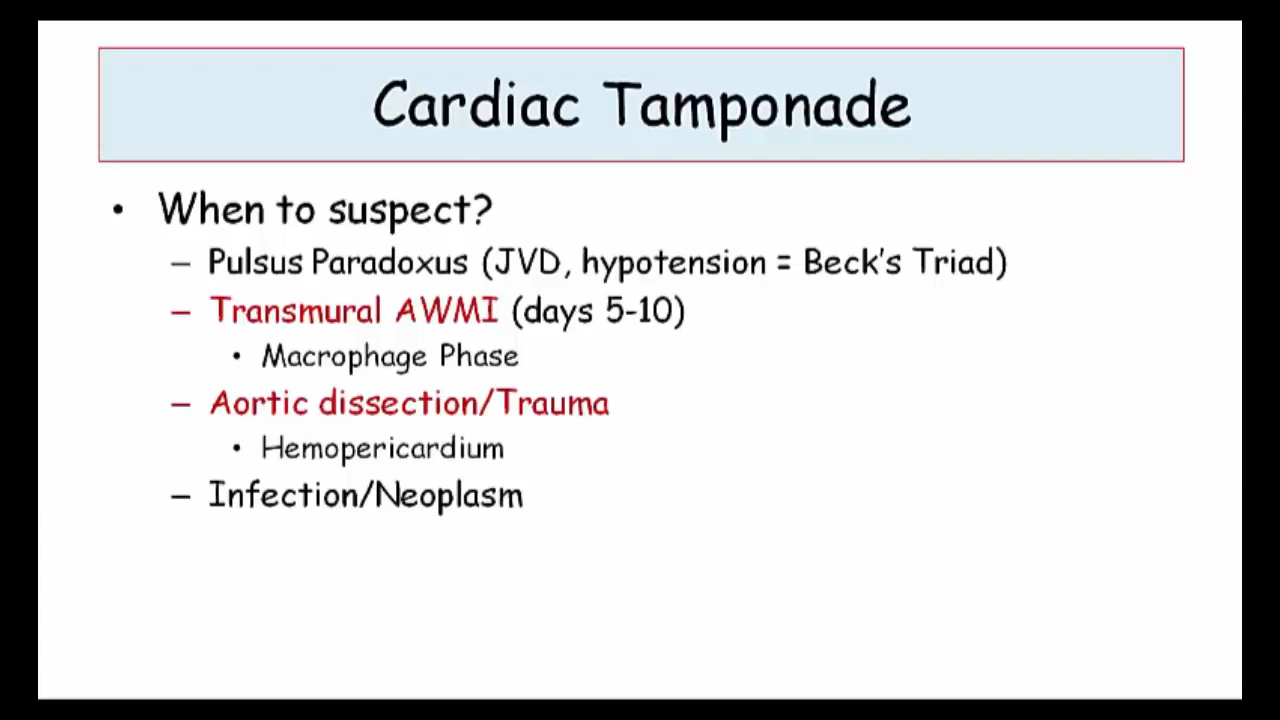 Cardiac Tamponade
• When to suspect?
– Pulsus Paradoxus (JVD, hypotension = Beck's Triad)
– Transmural AWMI (days 5-10)
• Macrophage Phase
– Aortic dissection/Trauma
• Hemopericardium
– Infection/Neoplasm